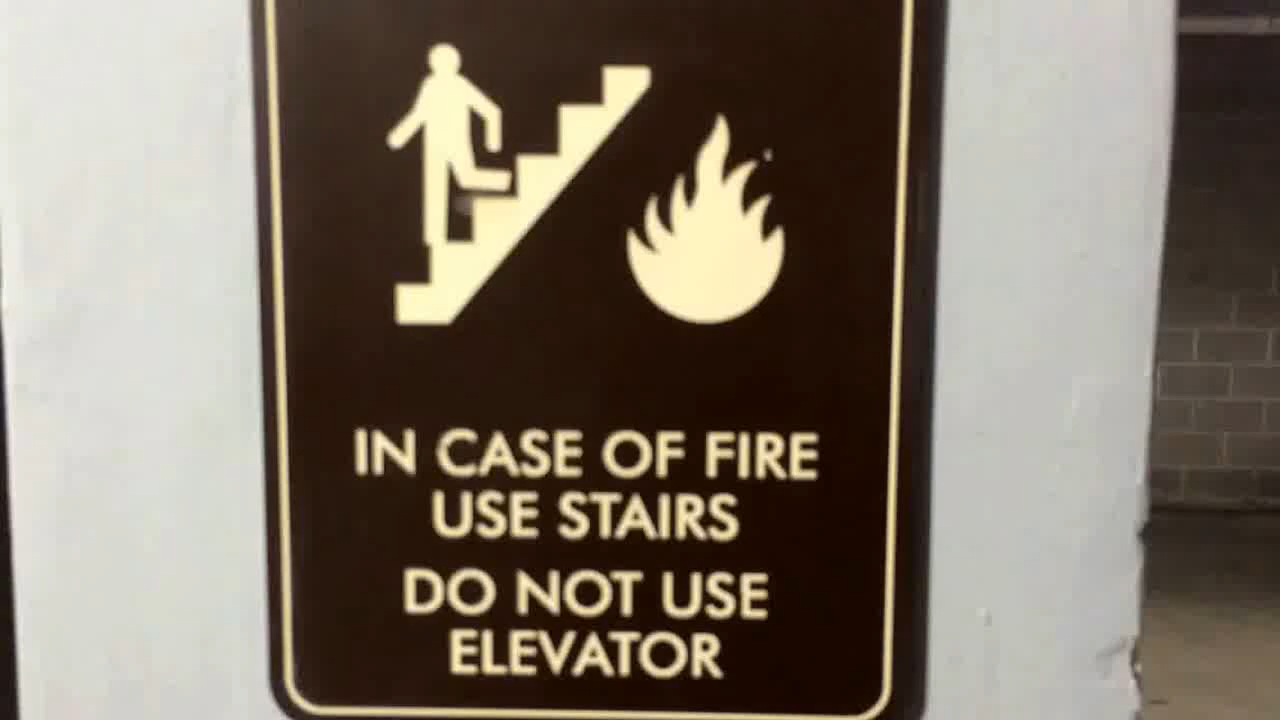 IN CASE OF FIRE
USE STAIRS
DO NOT USE
ELEVATOR